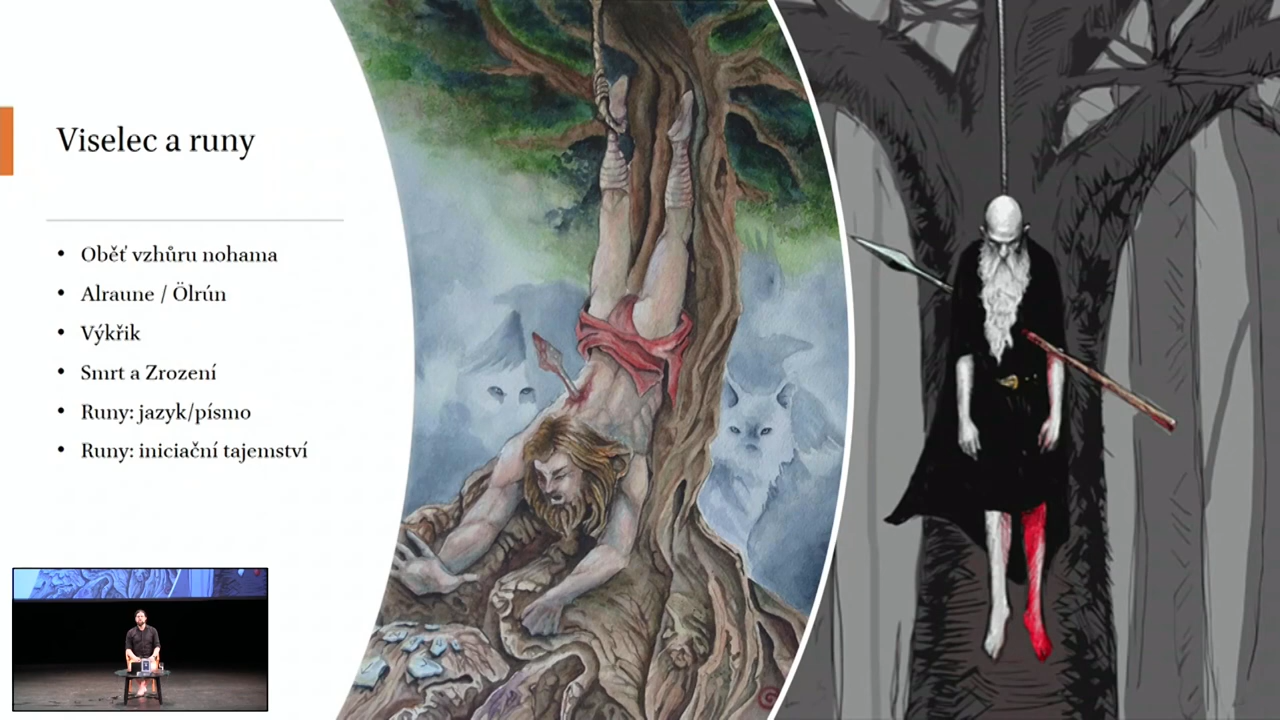 Viselec a runy
• Oběť vzhůru nohama
• Alraune / Ölrún
• Výkřik
• Smrt a Zrození
• Runy: jazyk/písmo
• Runy: iniciační tajemství